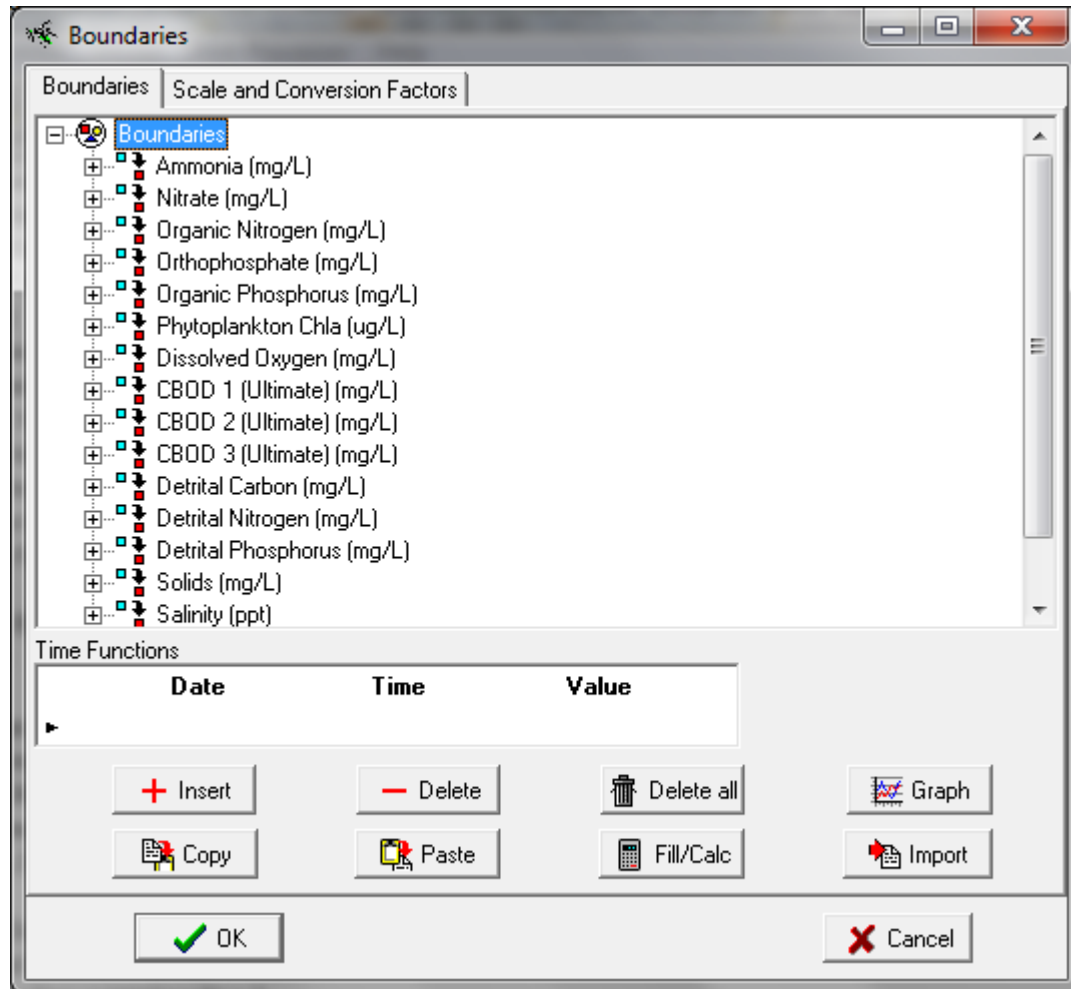 Boundaries
Boundaries Scale and Conversion Factors
Boundaries
Ammonia (mg/L)
Nitrate (mg/L)
Organic Nitrogen (mg/L)
Orthophosphate (mg/L)
Organic Phosphorus (mg/L)
Phytoplankton Chla (ug/L)
Dissolved Oxygen (mg/L)
CBOD 1 (Ultimate) (mg/L)
CBOD 2 (Ultimate) (mg/L)
CBOD 3 (Ultimate) (mg/L)
Detrital Carbon (mg/L)
Detrital Nitrogen (mg/L)
Detrital Phosphorus (mg/L)
Solids (mg/L)
Salinity (ppt)
Time Functions
Date Time Value
Insert Delete Delete all Graph
Copy Paste Fill/Calc Import
OK Cancel